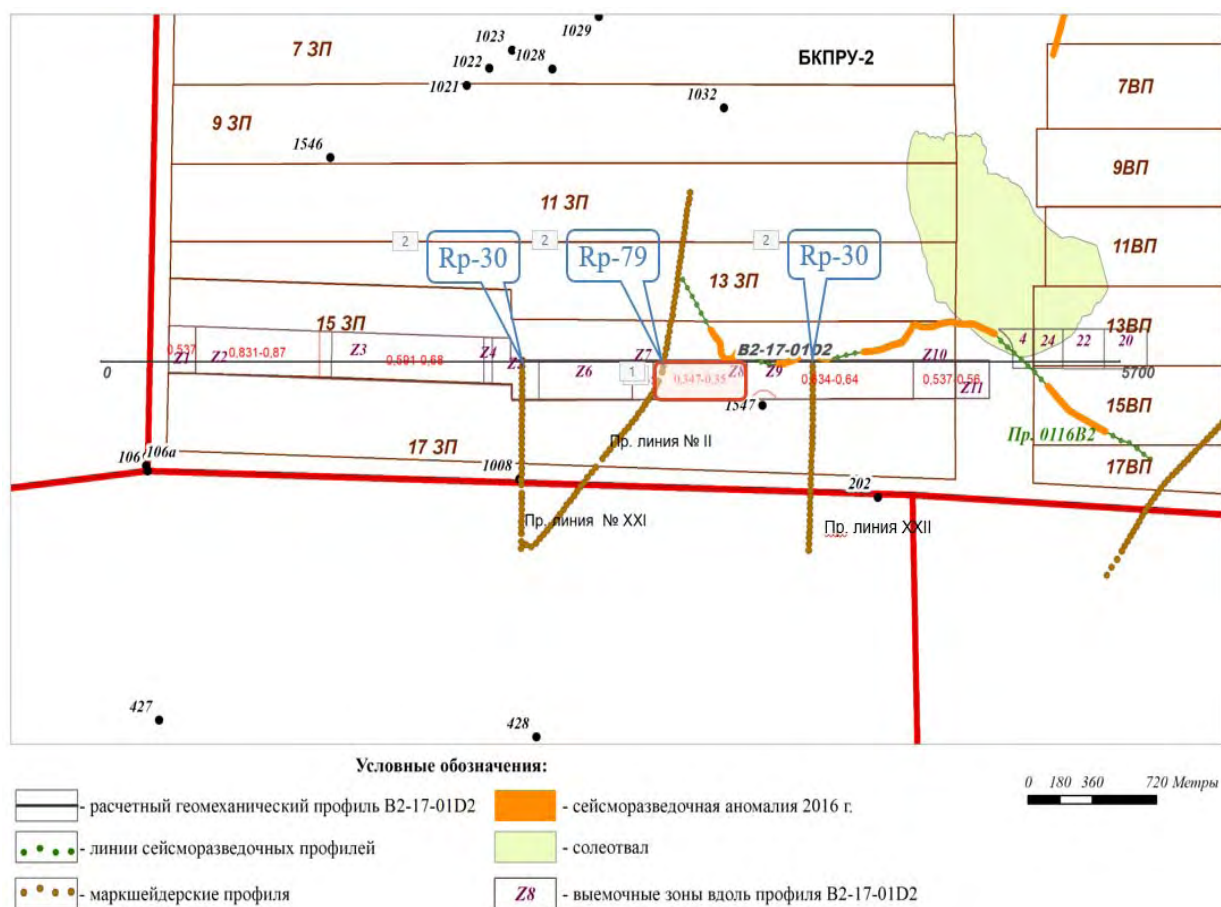 1029
1023
7 ЗП
1022
1028
БКПРУ-2
1021
7ВП
1032
9 ЗП
1546
9ВП
11 ЗП
2
2
2
11ВП
Rp-30
Rp-79
Rp-30
13 ЗП
15 ЗП
13ВП
В2-17-01D2
4
24
22
20
0,537
Z1
Z2
0,831-0,87
Z3
0,591-0,68
Z4
Z5
Z6
Z7
1
0,347-0,35
Z8
Z9
0,634-0,64
Z10
0,537-0,56
Z11
0
5700
15ВП
1547
Пр. 0116В2
Пр. линия № II
17 ЗП
17ВП
106
106а
1008
202
Пр. линия № XXI
Пр. линия XXII
427
428
Условные обозначения:
0 180 360 720 Метры
- расчетный геомеханический профиль В2-17-01D2
- сейсморазведочная аномалия 2016 г.
- линии сейсморазведочных профилей
- солеотвал
- маркшейдерские профиля
Z8 - выемочные зоны вдоль профиля В2-17-01D2